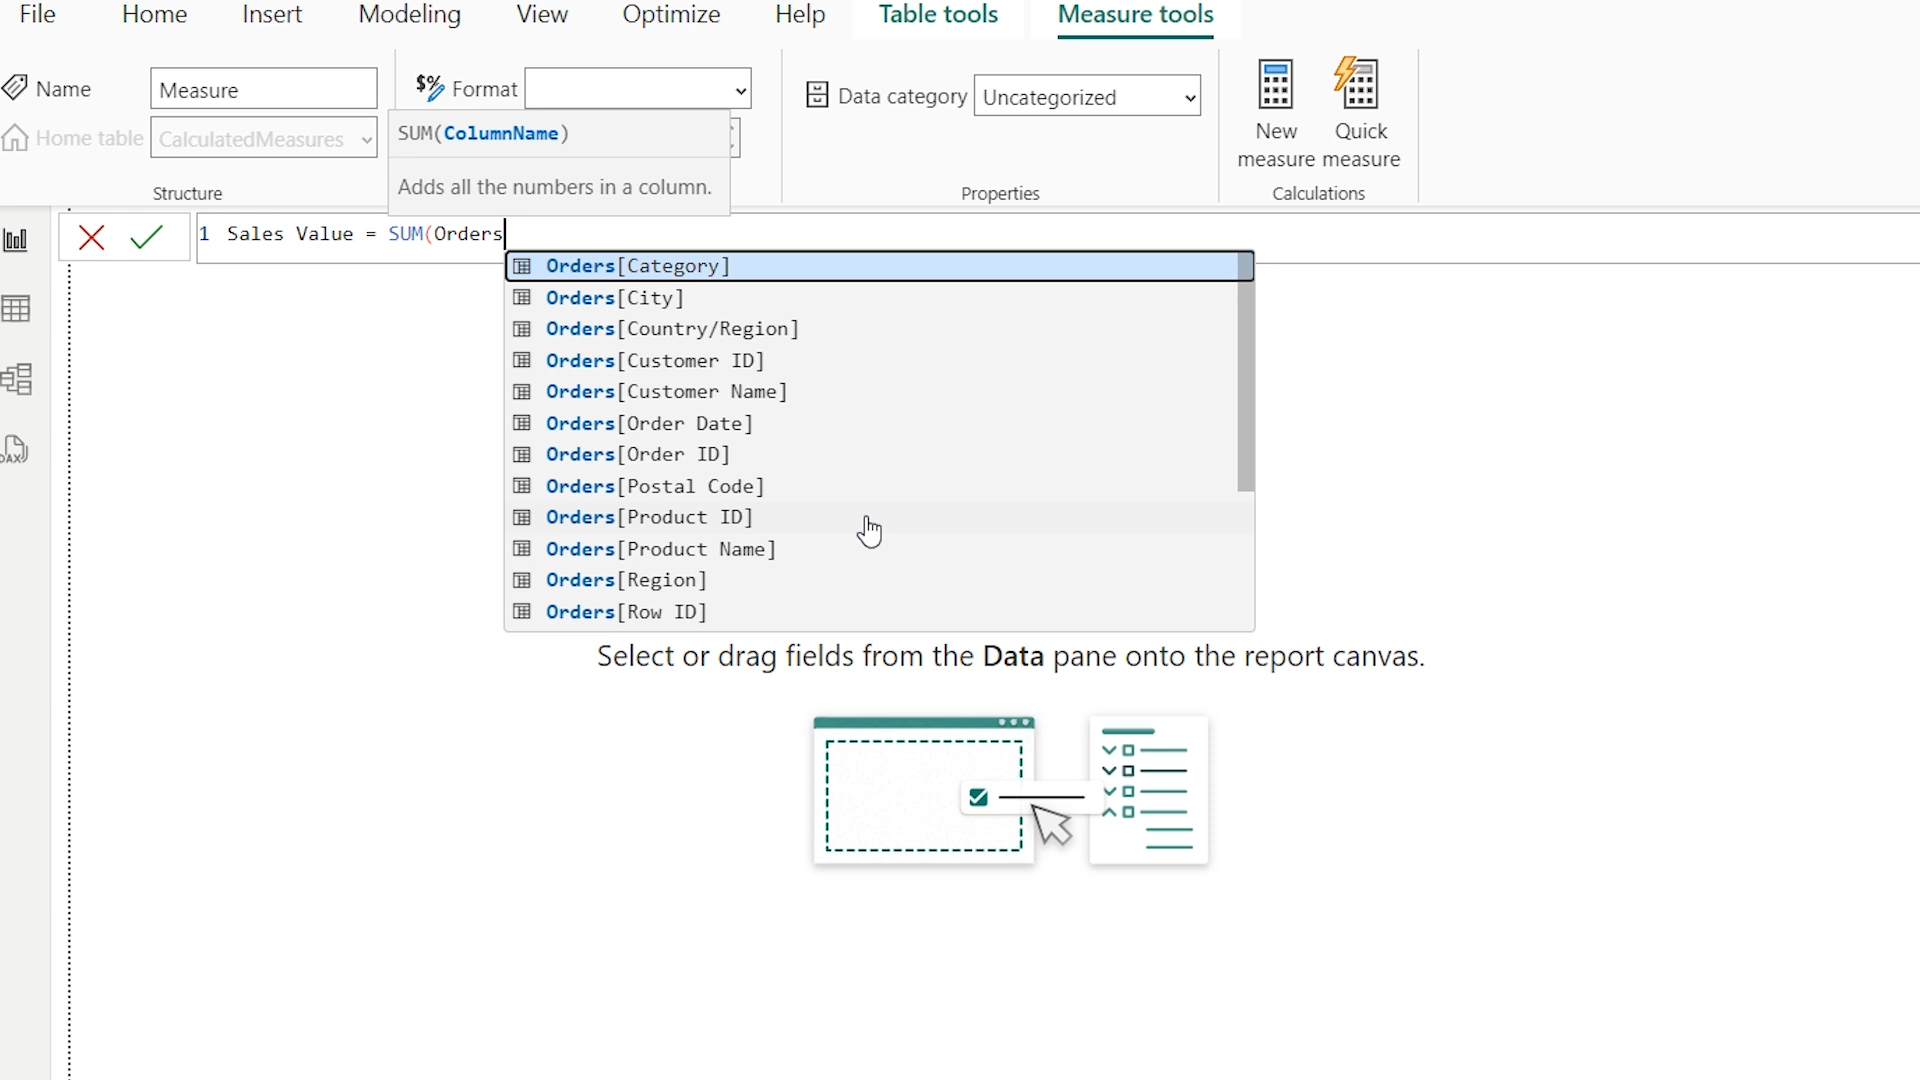 File Home Insert Modeling View Optimize Help Table tools Measure tools
Name Measure $% Format Data category Uncategorized New measure Quick measure
Home table CalculatedMeasures
SUM(ColumnName)
Adds all the numbers in a column.
Structure Properties Calculations
1 Sales Value = SUM(Orders
Orders[Category]
Orders[City]
Orders[Country/Region]
Orders[Customer ID]
Orders[Customer Name]
Orders[Order Date]
DAX
Orders[Order ID]
Orders[Postal Code]
Orders[Product ID]
Orders[Product Name]
Orders[Region]
Orders[Row ID]
Select or drag fields from the Data pane onto the report canvas.